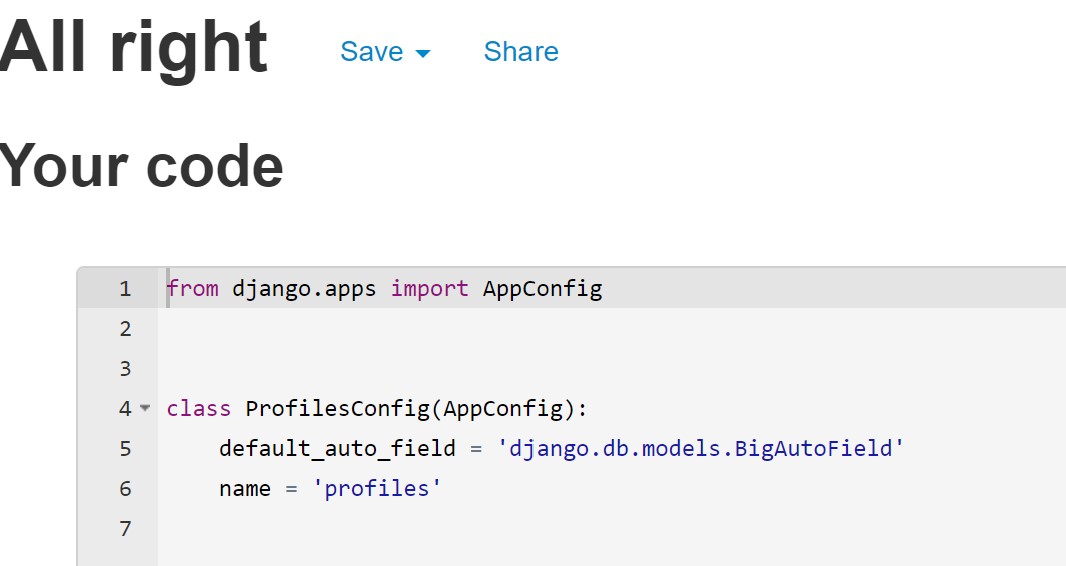 All right Save Share
Your code
1 from django.apps import AppConfig
2
3
4 class ProfilesConfig(AppConfig):
5     default_auto_field = 'django.db.models.BigAutoField'
6     name = 'profiles'
7